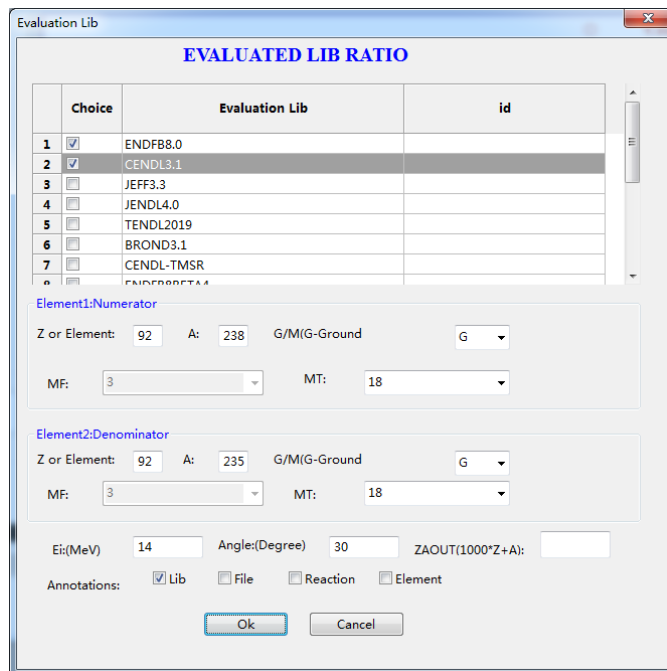 Evaluation Lib
EVALUATED LIB RATIO
Choice Evaluation Lib id
1 ENDFB8.0
2 CENDL3.1
3 JEFF3.3
4 JENDL4.0
5 TENDL2019
6 BROND3.1
7 CENDL-TMSR
8 ENDFB8BETA4
Element1:Numerator
Z or Element: 92 A: 238 G/M(G-Ground G
MF: 3 MT: 18
Element2:Denominator
Z or Element: 92 A: 235 G/M(G-Ground G
MF: 3 MT: 18
Ei:(MeV) 14 Angle:(Degree) 30 ZAOUT(1000*Z+A):
Annotations: Lib File Reaction Element
Ok Cancel